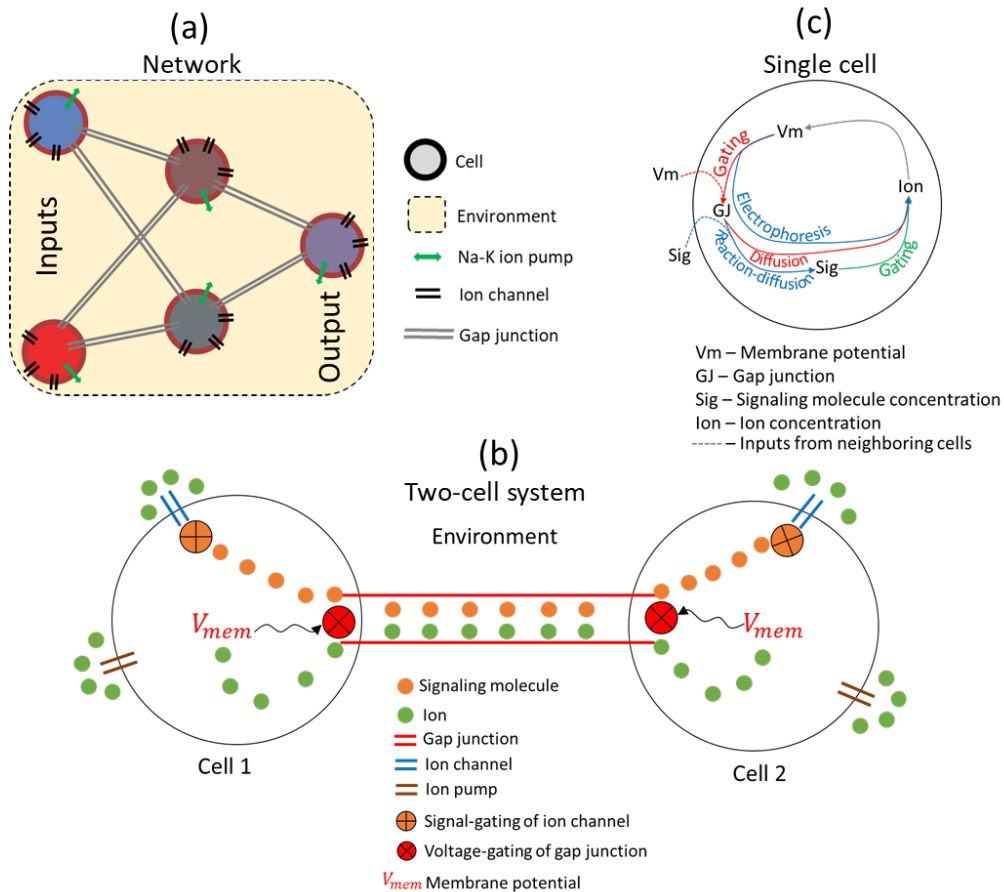 (a)
Network
Inputs
Output
Cell
Environment
Na-K ion pump
Ion channel
Gap junction
(c)
Single cell
Vm
Gating
Vm
GJ
Ion
Electrophoresis
Diffusion
Sig
reaction-diffusion
Sig
Gating
Vm – Membrane potential
GJ – Gap junction
Sig – Signaling molecule concentration
Ion – Ion concentration
– Inputs from neighboring cells
(b)
Two-cell system
Environment
Vmem
Vmem
Cell 1
Cell 2
Signaling molecule
Ion
Gap junction
Ion channel
Ion pump
Signal-gating of ion channel
Voltage-gating of gap junction
Vmem Membrane potential